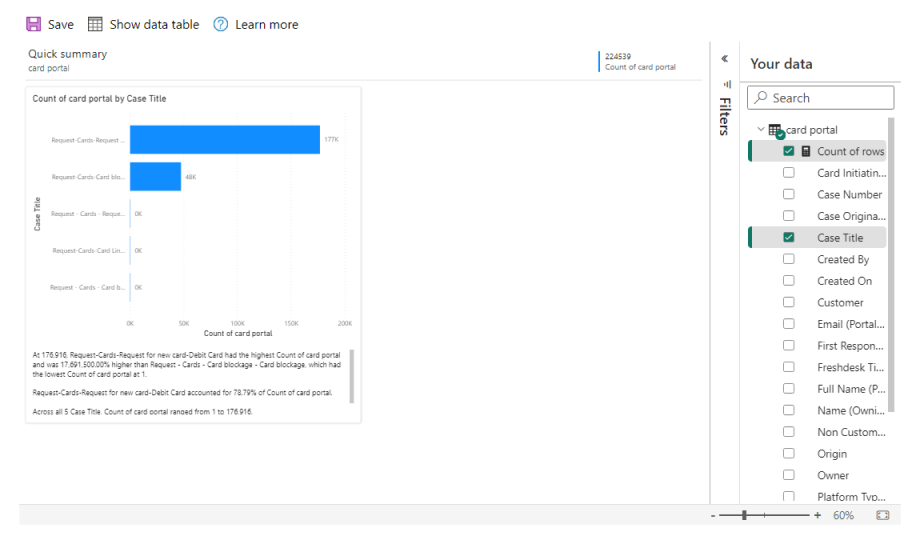 Save Show data table Learn more
Quick summary
card portal
224539
Count of card portal
Count of card portal by Case Title
Case Title
Request-Cards-Request ... 177K
Request-Cards-Card blo... 48K
Request - Cards - Reque... 0K
Request-Cards-Card Lin... 0K
Request - Cards - Card b... 0K
0K 50K 100K 150K 200K
Count of card portal
At 176,916, Request-Cards-Request for new card-Debit Card had the highest Count of card portal
and was 17,691,500.00% higher than Request - Cards - Card blockage - Card blockage, which had
the lowest Count of card portal at 1.
Request-Cards-Request for new card-Debit Card accounted for 78.79% of Count of card portal.
Across all 5 Case Title, Count of card portal ranged from 1 to 176,916.
Filters
Your data
Search
card portal
Count of rows
Card Initiatin...
Case Number
Case Origina...
Case Title
Created By
Created On
Customer
Email (Portal...
First Respon...
Freshdesk Ti...
Full Name (P...
Name (Owni...
Non Custom...
Origin
Owner
Platform Typ...
- + 60%